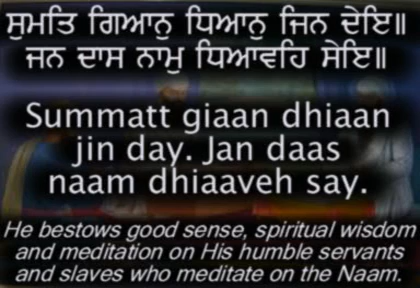 ਸੁਮਤਿ ਗਿਆਨੁ ਧਿਆਨੁ ਜਿਨ ਦੇਇ॥
ਜਨ ਦਾਸ ਨਾਮੁ ਧਿਆਵਹਿ ਸੇਇ॥
Summatt giaan dhiaan
jin day. Jan daas
naam dhiaaveh say.
He bestows good sense, spiritual wisdom
and meditation on His humble servants
and slaves who meditate on the Naam.